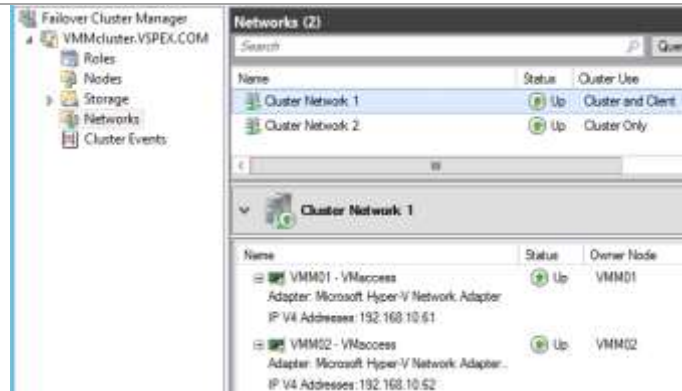 Failover Cluster Manager
VMMcluster.VSPEX.COM
Roles
Nodes
Storage
Networks
Cluster Events
Networks (2)
Search
Name Status Cluster Use
Cluster Network 1 Up Cluster and Client
Cluster Network 2 Up Cluster Only
Cluster Network 1
Name Status Owner Node
VMM01 - VMaccess Up VMM01
Adapter: Microsoft Hyper-V Network Adapter
IP V4 Addresses: 192.168.10.61
VMM02 - VMaccess Up VMM02
Adapter: Microsoft Hyper-V Network Adapter...
IP V4 Addresses: 192.168.10.62